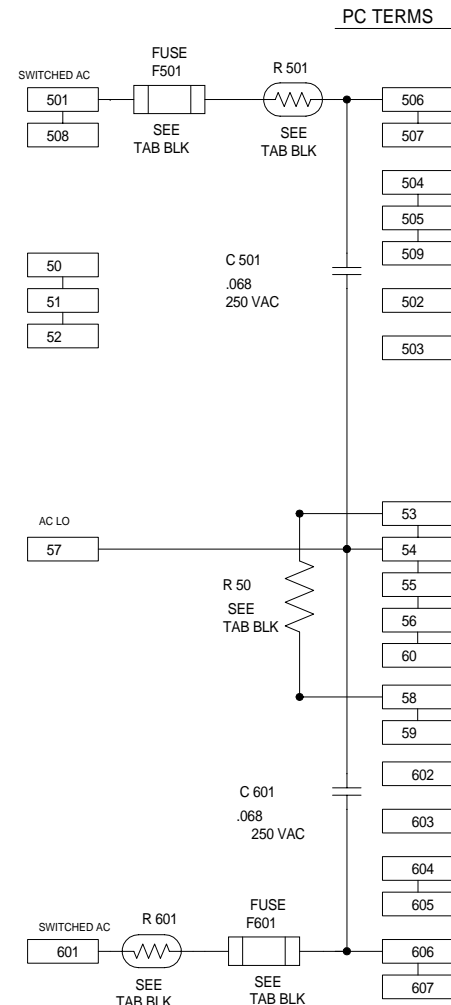 PC TERMS
FUSE
F501
R 501
SWITCHED AC
501
506
508
SEE
TAB BLK
SEE
TAB BLK
507
504
505
509
50
C 501
.068
250 VAC
51
502
52
503
53
AC LO
57
54
R 50
SEE
TAB BLK
55
56
60
58
59
602
C 601
.068
250 VAC
603
604
605
FUSE
F601
R 601
SWITCHED AC
601
606
SEE
TAB BLK
SEE
TAB BLK
607